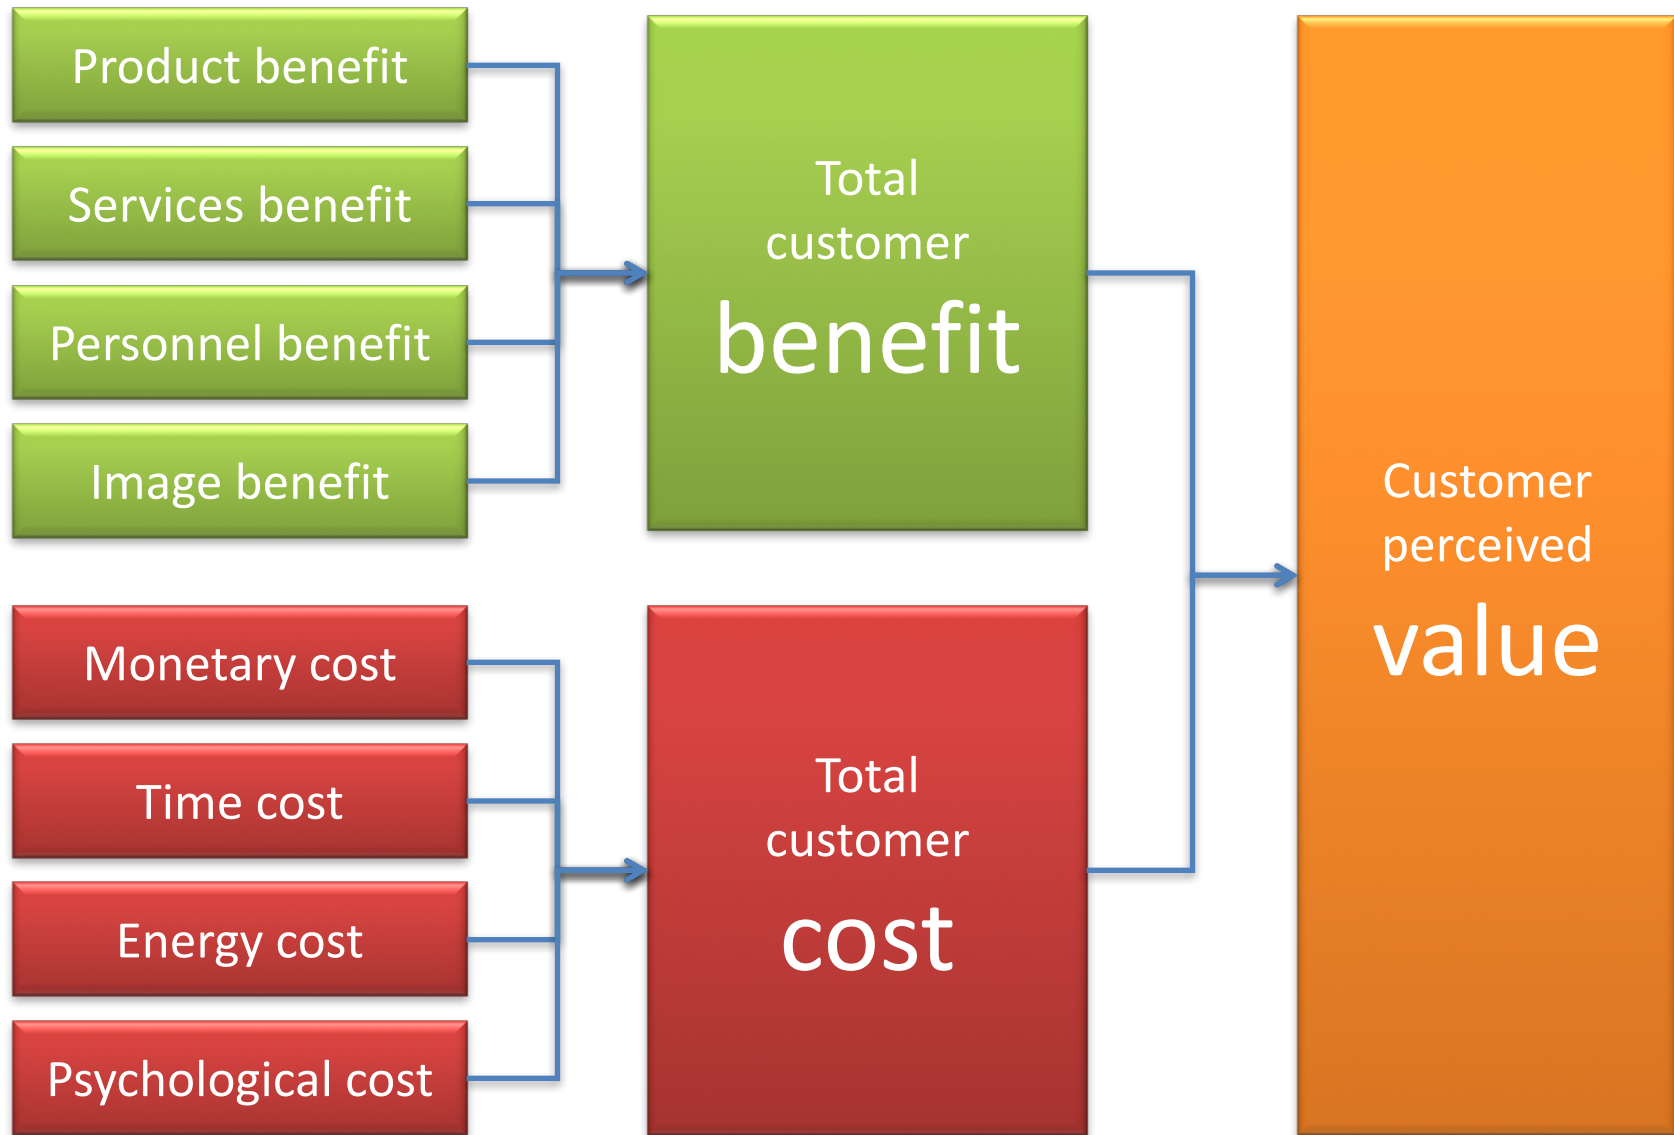 Product benefit
Services benefit
Personnel benefit
Image benefit
Total
customer
benefit
Monetary cost
Time cost
Energy cost
Psychological cost
Total
customer
cost
Customer
perceived
value